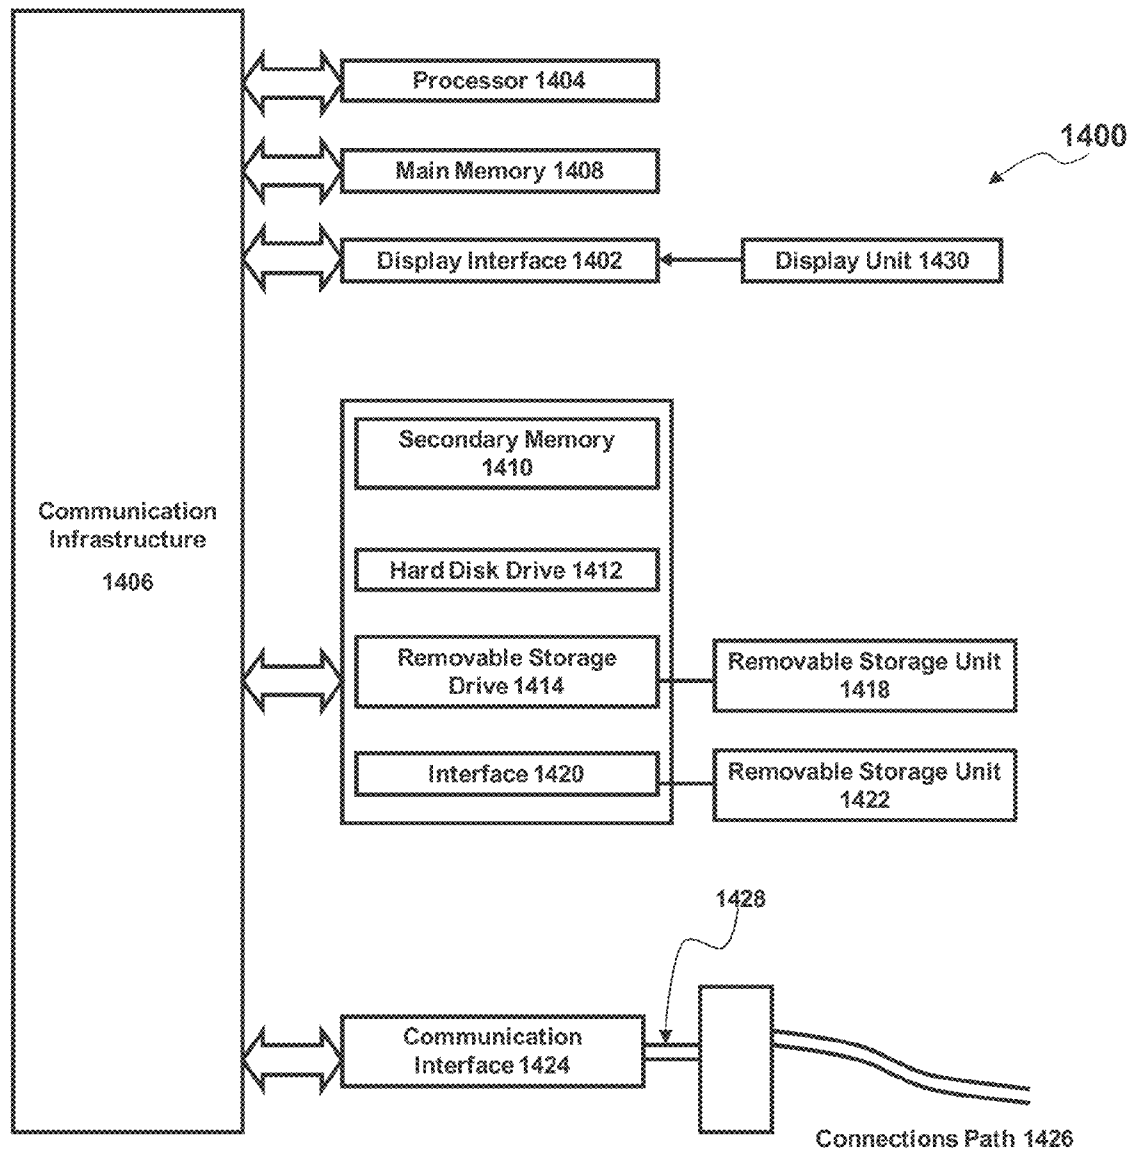 Processor 1404
1400
Main Memory 1408
Display Interface 1402
Display Unit 1430
Secondary Memory
1410
Communication
Infrastructure
1406
Hard Disk Drive 1412
Removable Storage
Drive 1414
Removable Storage Unit
1418
Interface 1420
Removable Storage Unit
1422
1428
Communication
Interface 1424
Connections Path 1426